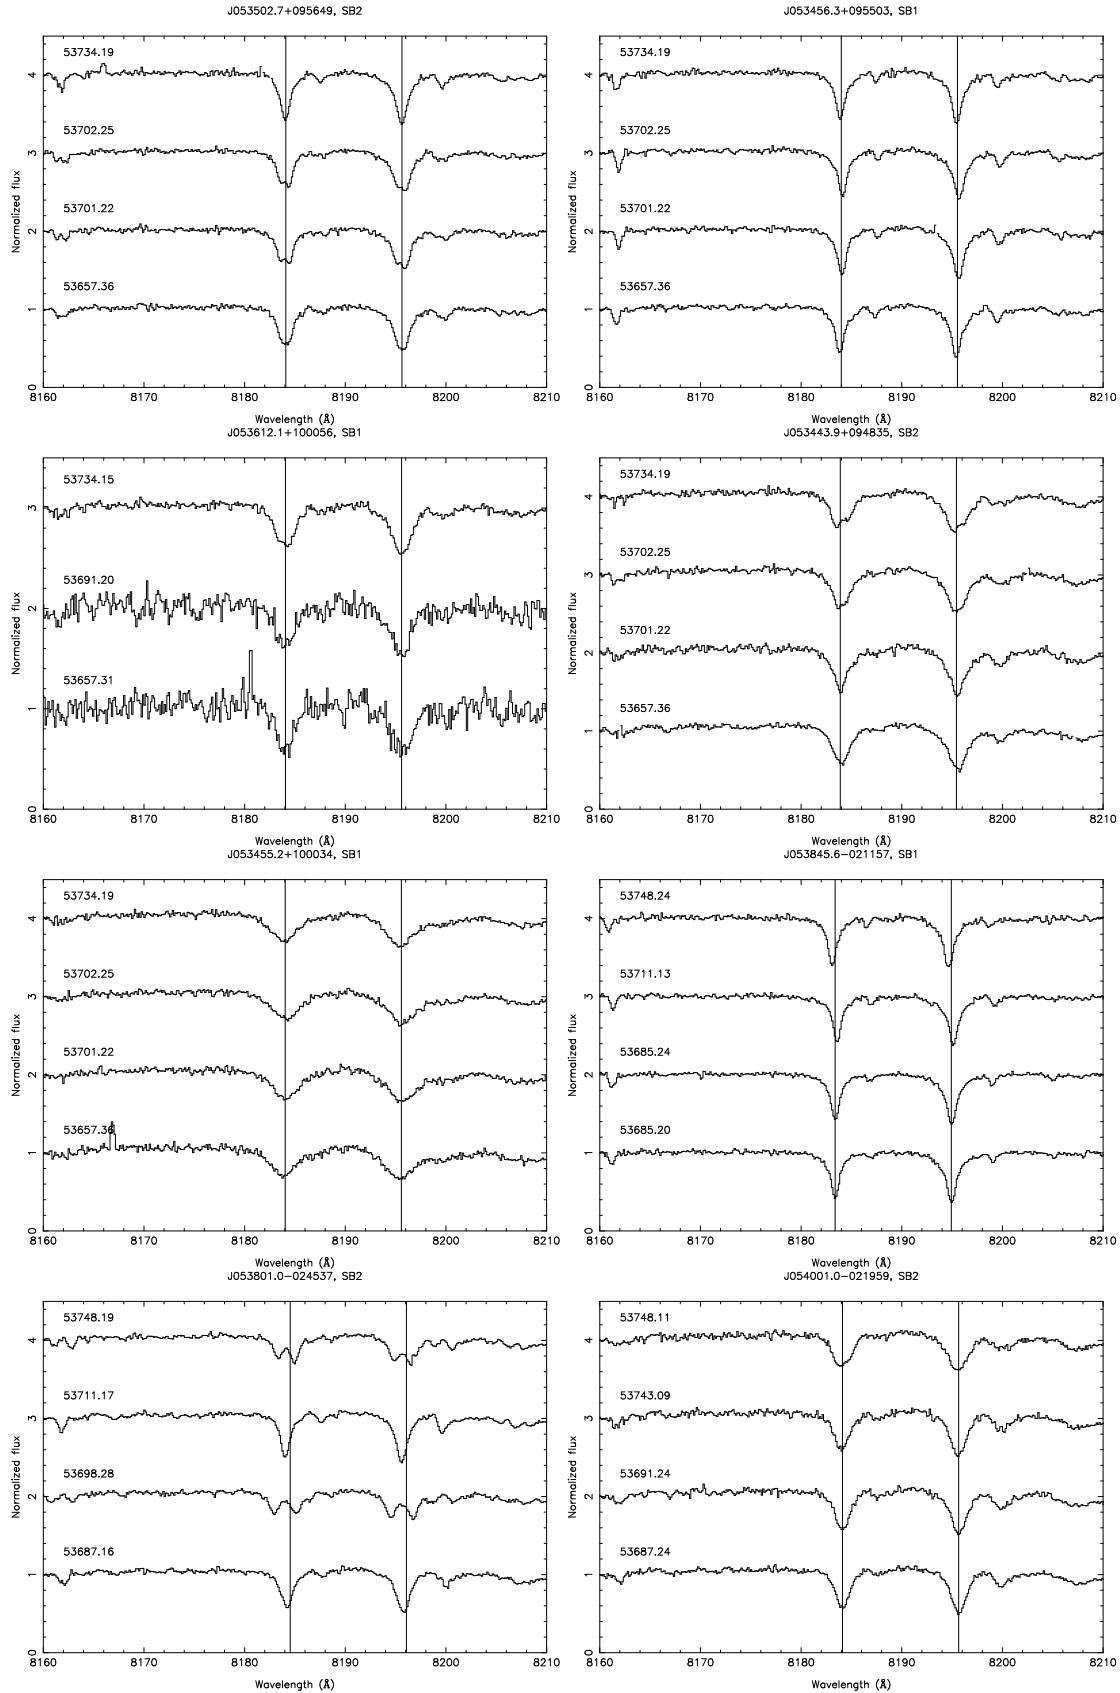 J053502.7+095649, SB2
53734.19
53702.25
53701.22
53657.36
Normalized flux
0 1 2 3 4
8160 8170 8180 8190 8200 8210
Wavelength (Å)
J053456.3+095503, SB1
53734.19
53702.25
53701.22
53657.36
Normalized flux
0 1 2 3 4
8160 8170 8180 8190 8200 8210
Wavelength (Å)
J053612.1+100056, SB1
53734.15
53691.20
53657.31
Normalized flux
0 1 2 3
8160 8170 8180 8190 8200 8210
Wavelength (Å)
J053443.9+094835, SB2
53734.19
53702.25
53701.22
53657.36
Normalized flux
0 1 2 3 4
8160 8170 8180 8190 8200 8210
Wavelength (Å)
J053455.2+100034, SB1
53734.19
53702.25
53701.22
53657.36
Normalized flux
0 1 2 3 4
8160 8170 8180 8190 8200 8210
Wavelength (Å)
J053845.6−021157, SB1
53748.24
53711.13
53685.24
53685.20
Normalized flux
0 1 2 3 4
8160 8170 8180 8190 8200 8210
Wavelength (Å)
J053801.0−024537, SB2
53748.19
53711.17
53698.28
53687.16
Normalized flux
0 1 2 3 4
8160 8170 8180 8190 8200 8210
Wavelength (Å)
J054001.0−021959, SB2
53748.11
53743.09
53691.24
53687.24
Normalized flux
0 1 2 3 4
8160 8170 8180 8190 8200 8210
Wavelength (Å)